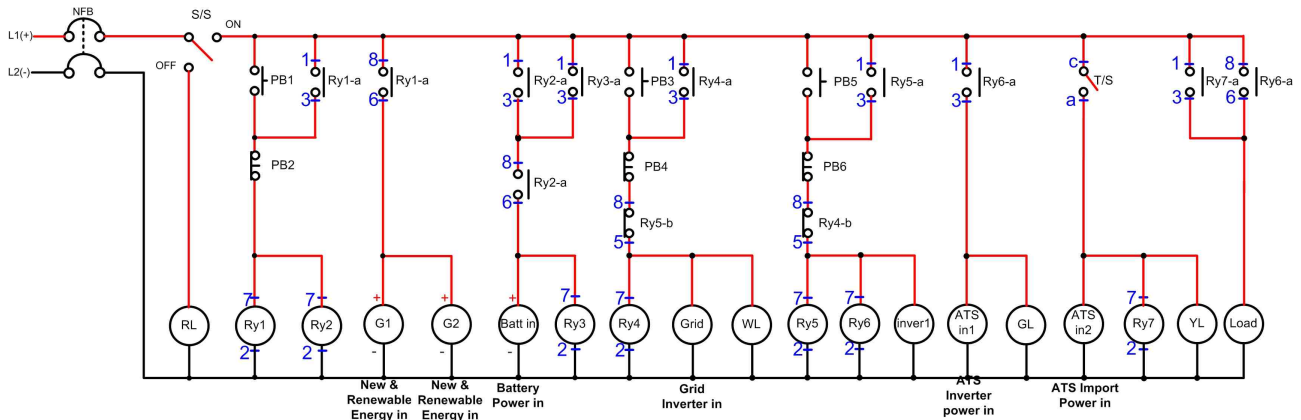 NFB
S/S
ON
L1(+)
OFF
L2(-)
PB1
1
Ry1-a
3
8
Ry1-a
6
1
Ry2-a
3
1
Ry3-a
3
PB3
1
Ry4-a
3
PB5
1
Ry5-a
3
1
Ry6-a
3
c
T/S
a
1
Ry7-a
3
8
Ry6-a
6
PB2
8
Ry2-a
6
PB4
8
Ry5-b
5
PB6
8
Ry4-b
5
7
7
+
+
+
7
7
7
7
7
RL
Ry1
Ry2
G1
G2
Batt in
Ry3
Ry4
Grid
WL
Ry5
Ry6
inver1
ATS
in1
GL
ATS
in2
Ry7
YL
Load
2
2
-
-
-
2
2
2
2
2
New &
Renewable
Energy in
New &
Renewable
Energy in
Battery
Power in
Grid
Inverter in
ATS
Inverter
power in
ATS Import
Power in